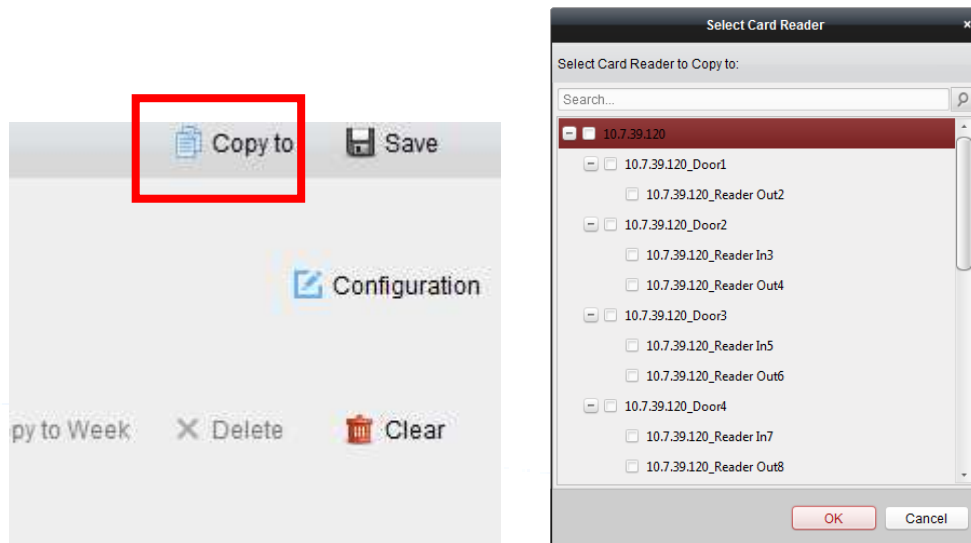 Copy to
Save
Configuration
py to Week
Delete
Clear
Select Card Reader
×
Select Card Reader to Copy to:
Search...
10.7.39.120
10.7.39.120_Door1
10.7.39.120_Reader Out2
10.7.39.120_Door2
10.7.39.120_Reader In3
10.7.39.120_Reader Out4
10.7.39.120_Door3
10.7.39.120_Reader In5
10.7.39.120_Reader Out6
10.7.39.120_Door4
10.7.39.120_Reader In7
10.7.39.120_Reader Out8
OK
Cancel